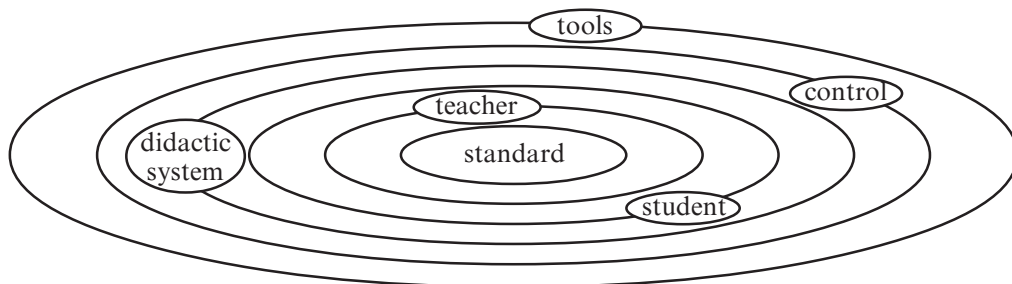 tools
control
teacher
didactic
system
standard
student